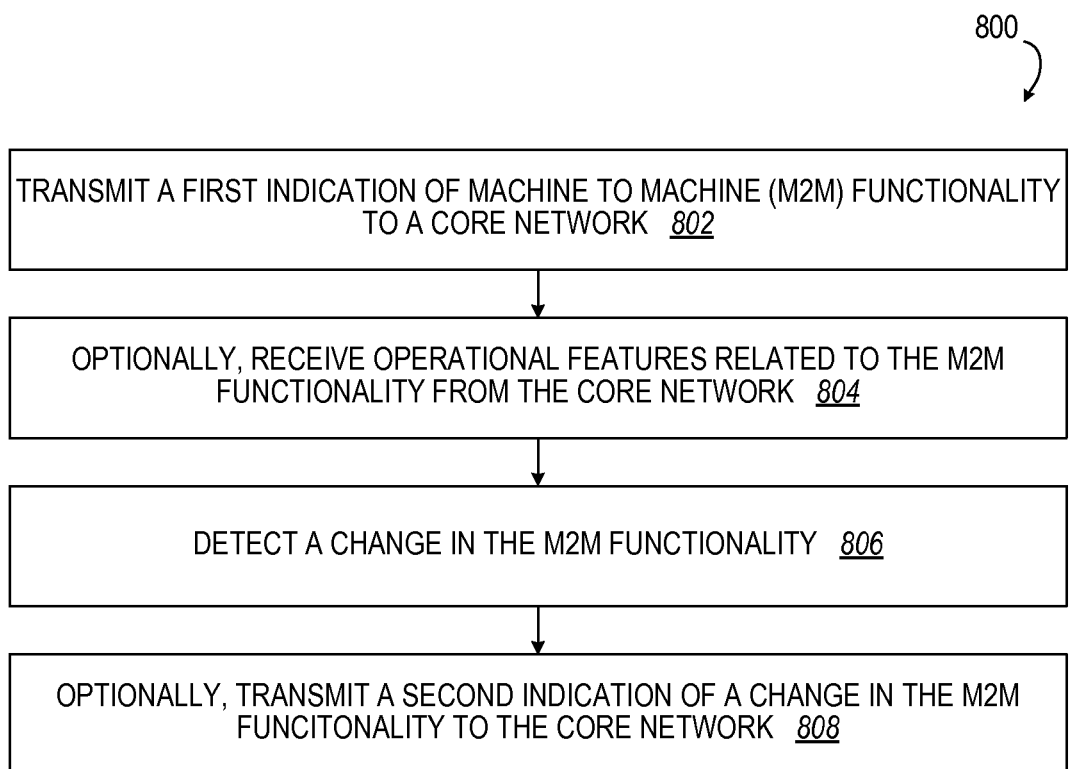 800
TRANSMIT A FIRST INDICATION OF MACHINE TO MACHINE (M2M) FUNCTIONALITY
TO A CORE NETWORK 802
OPTIONALLY, RECEIVE OPERATIONAL FEATURES RELATED TO THE M2M
FUNCTIONALITY FROM THE CORE NETWORK 804
DETECT A CHANGE IN THE M2M FUNCTIONALITY 806
OPTIONALLY, TRANSMIT A SECOND INDICATION OF A CHANGE IN THE M2M
FUNCITONALITY TO THE CORE NETWORK 808